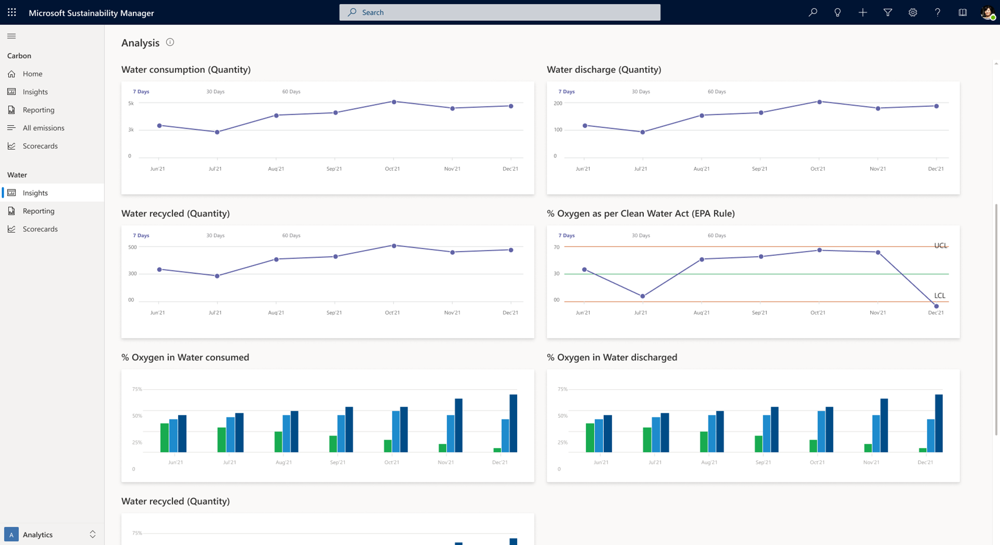 Microsoft Sustainability Manager
Search
Carbon
Home
Insights
Reporting
All emissions
Scorecards
Water
Insights
Reporting
Scorecards
A Analytics
Analysis
Water consumption (Quantity)
7 Days 30 Days 60 Days
5k
3k
0
Jun'21 Jul'21 Aug'21 Sep'21 Oct'21 Nov'21 Dec'21
Water discharge (Quantity)
7 Days 30 Days 60 Days
200
100
0
Jun'21 Jul'21 Aug'21 Sep'21 Oct'21 Nov'21 Dec'21
Water recycled (Quantity)
7 Days 30 Days 60 Days
500
300
00
Jun'21 Jul'21 Aug'21 Sep'21 Oct'21 Nov'21 Dec'21
% Oxygen as per Clean Water Act (EPA Rule)
7 Days 30 Days 60 Days
70 UCL
30
00 LCL
Jun'21 Jul'21 Aug'21 Sep'21 Oct'21 Nov'21 Dec'21
% Oxygen in Water consumed
75%
50%
25%
Jun'21 Jul'21 Aug'21 Sep'21 Oct'21 Nov'21 Dec'21
0
% Oxygen in Water discharged
75%
50%
25%
Jun'21 Jul'21 Aug'21 Sep'21 Oct'21 Nov'21 Dec'21
0
Water recycled (Quantity)
75%